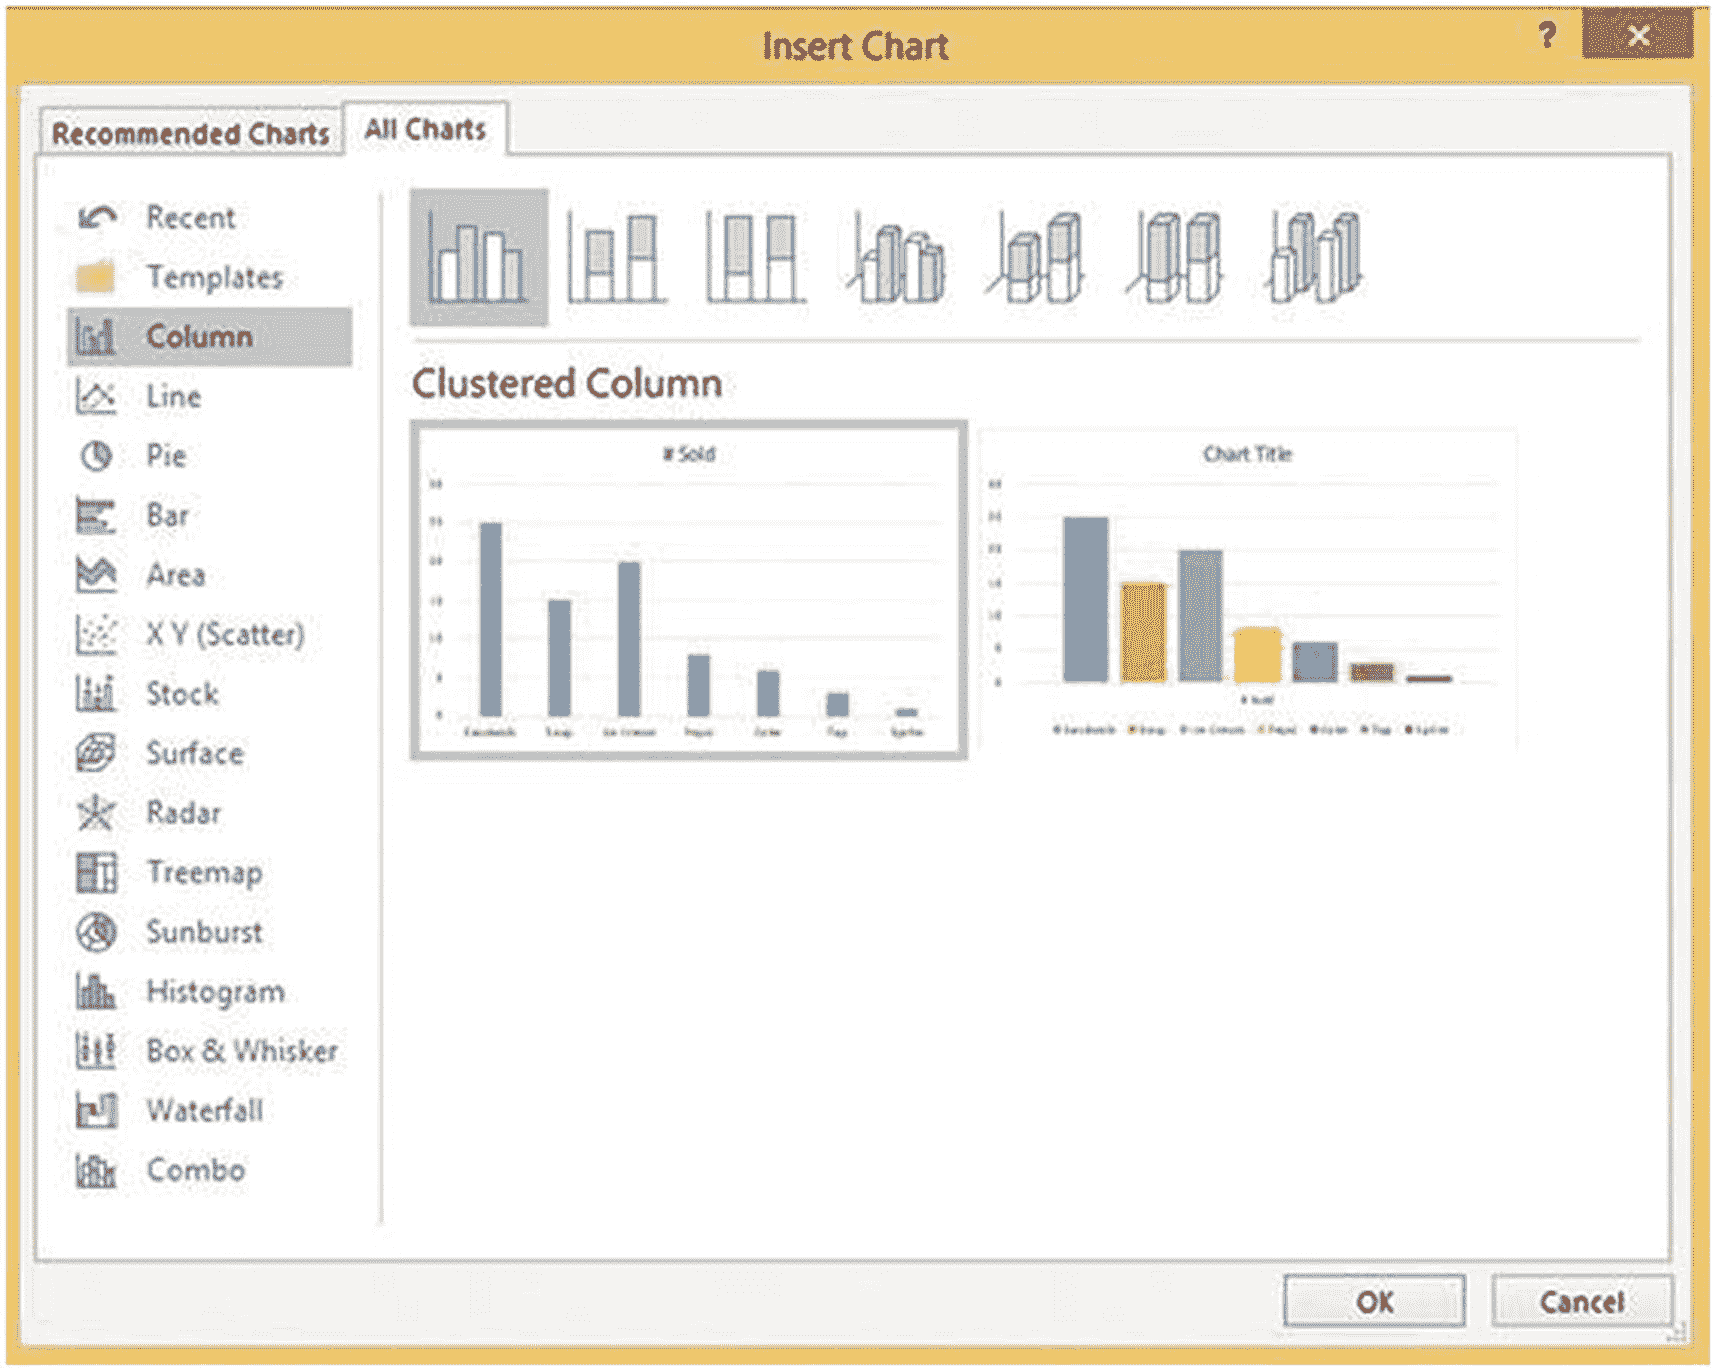 Insert Chart
?
Recommended Charts
All Charts
Recent
Templates
Column
Line
Pie
Bar
Area
X Y (Scatter)
Stock
Surface
Radar
Treemap
Sunburst
Histogram
Box & Whisker
Waterfall
Combo
Clustered Column
# Sold
Chart Title
OK
Cancel